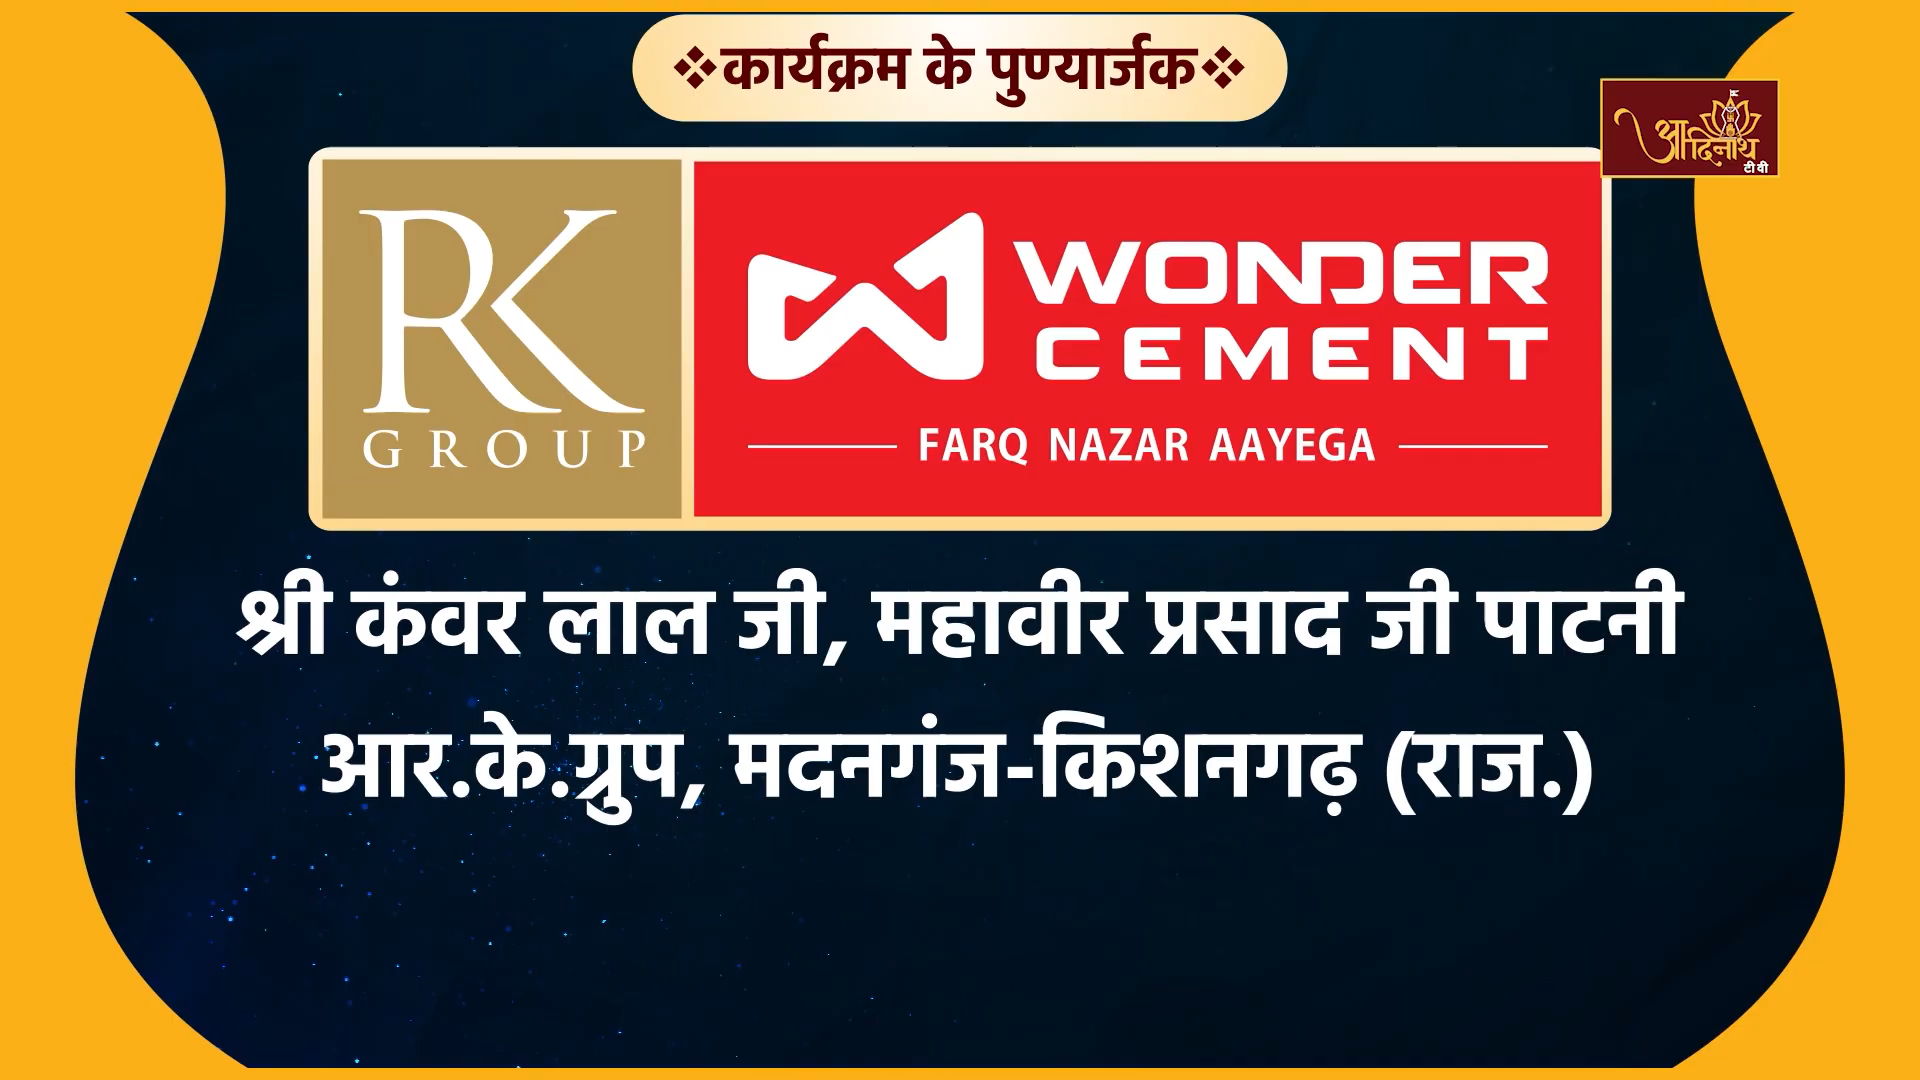 ❖कार्यक्रम के पुण्यार्जक❖
आदिनाथ
टीवी
RK
GROUP
WONDER
CEMENT
FARQ NAZAR AAYEGA
श्री कंवर लाल जी, महावीर प्रसाद जी पाटनी
आर.के.ग्रुप, मदनगंज-किशनगढ़ (राज.)